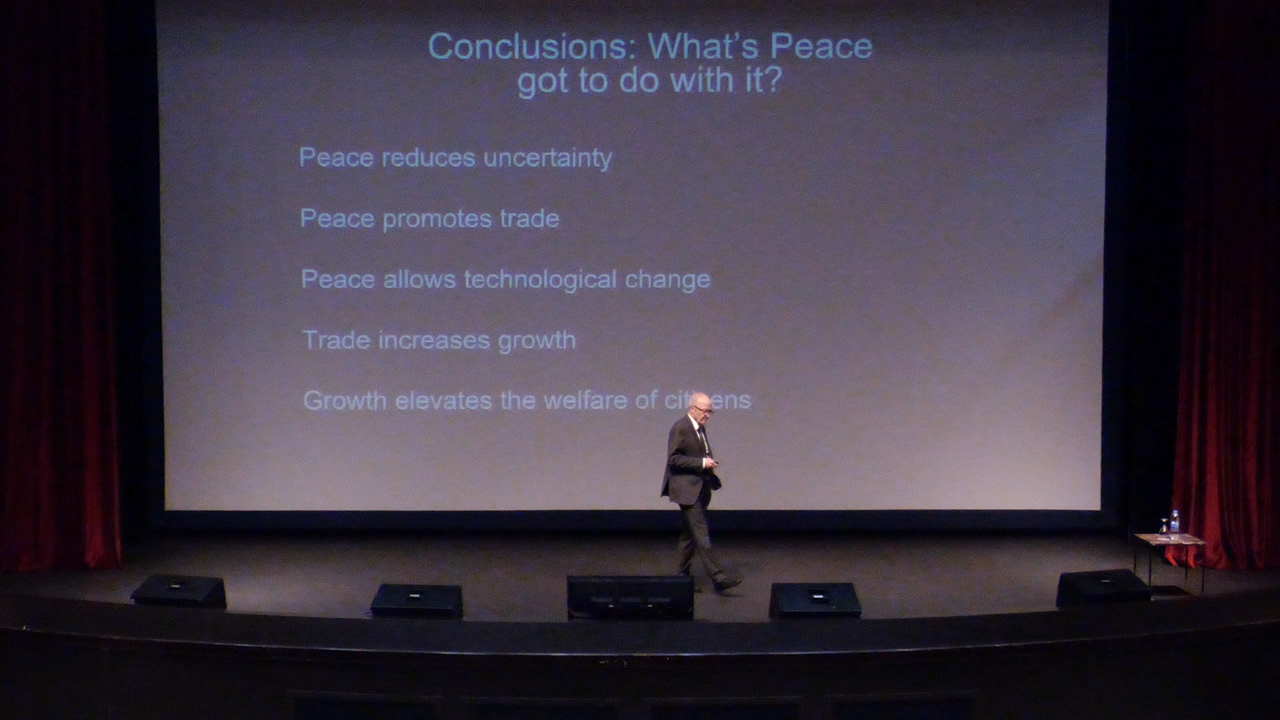 Conclusions: What's Peace
got to do with it?
Peace reduces uncertainty
Peace promotes trade
Peace allows technological change
Trade increases growth
Growth elevates the welfare of citizens